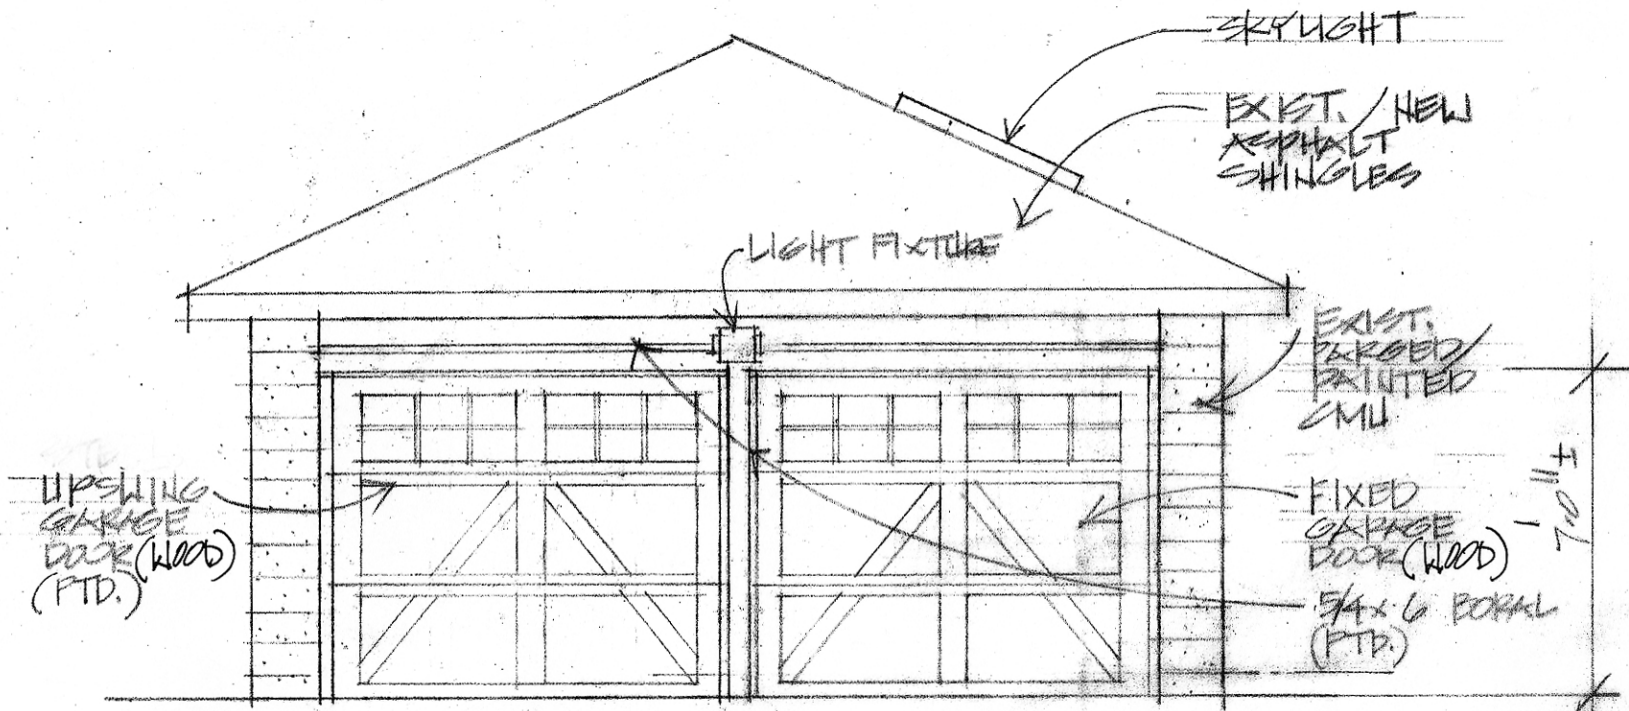 SKYLIGHT
EXIST. / NEW
ASPHALT
SHINGLES
LIGHT FIXTURE
EXIST.
PARGED/
PAINTED
CMU
UPSWING
GARAGE
DOOR (WOOD)
(PTD.)
FIXED
GARAGE
DOOR (WOOD)
5/4 x 6 BORAL
(PTD.)
7'-0" ±